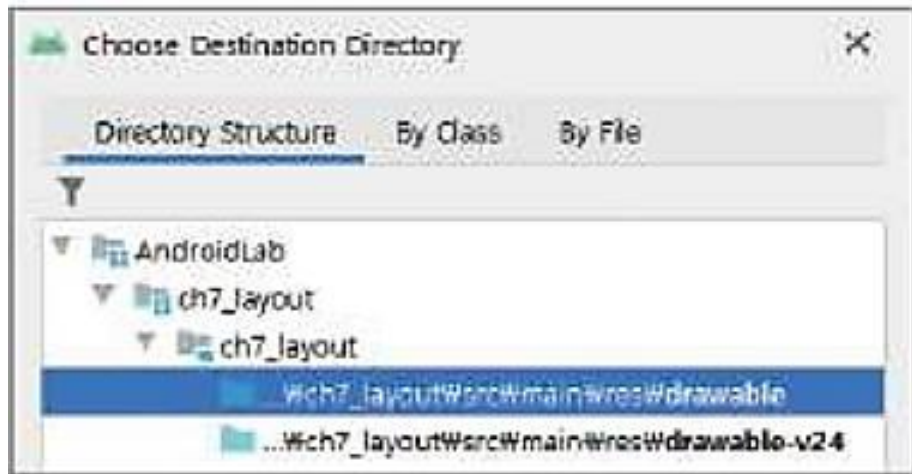 Choose Destination Directory
Directory Structure By Class By File
AndroidLab
ch7_layout
ch7_layout
...₩ch7_layout₩src₩main₩res₩drawable
...₩ch7_layout₩src₩main₩res₩drawable-v24